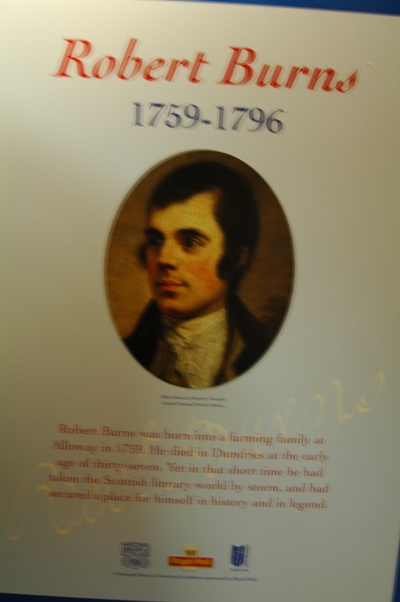 Robert Burns
1759-1796
Robert Burns was born into a farming family at
Alloway in 1759. He died in Dumfries at the early
age of thirty-seven. Yet in that short time he had
taken the Scottish literary world by storm, and had
secured a place for himself in history and in legend.
Royal Mail